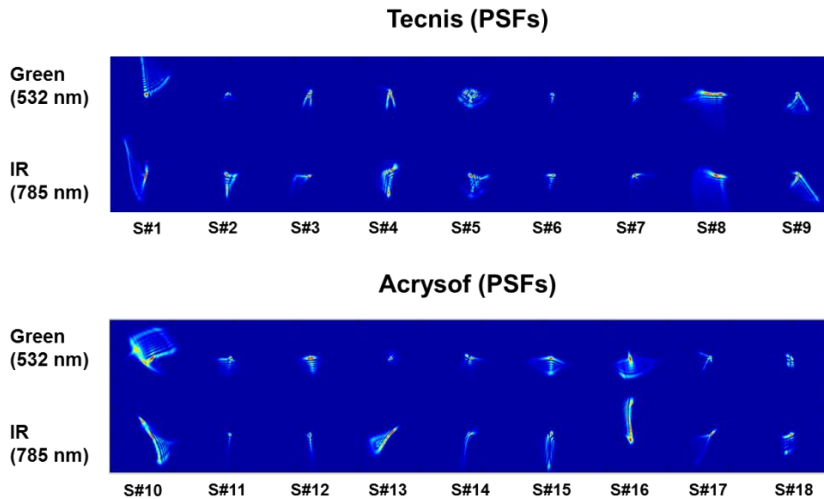 Tecnis (PSFs)
Green
(532 nm)
IR
(785 nm)
S#1 S#2 S#3 S#4 S#5 S#6 S#7 S#8 S#9
Acrysof (PSFs)
Green
(532 nm)
IR
(785 nm)
S#10 S#11 S#12 S#13 S#14 S#15 S#16 S#17 S#18